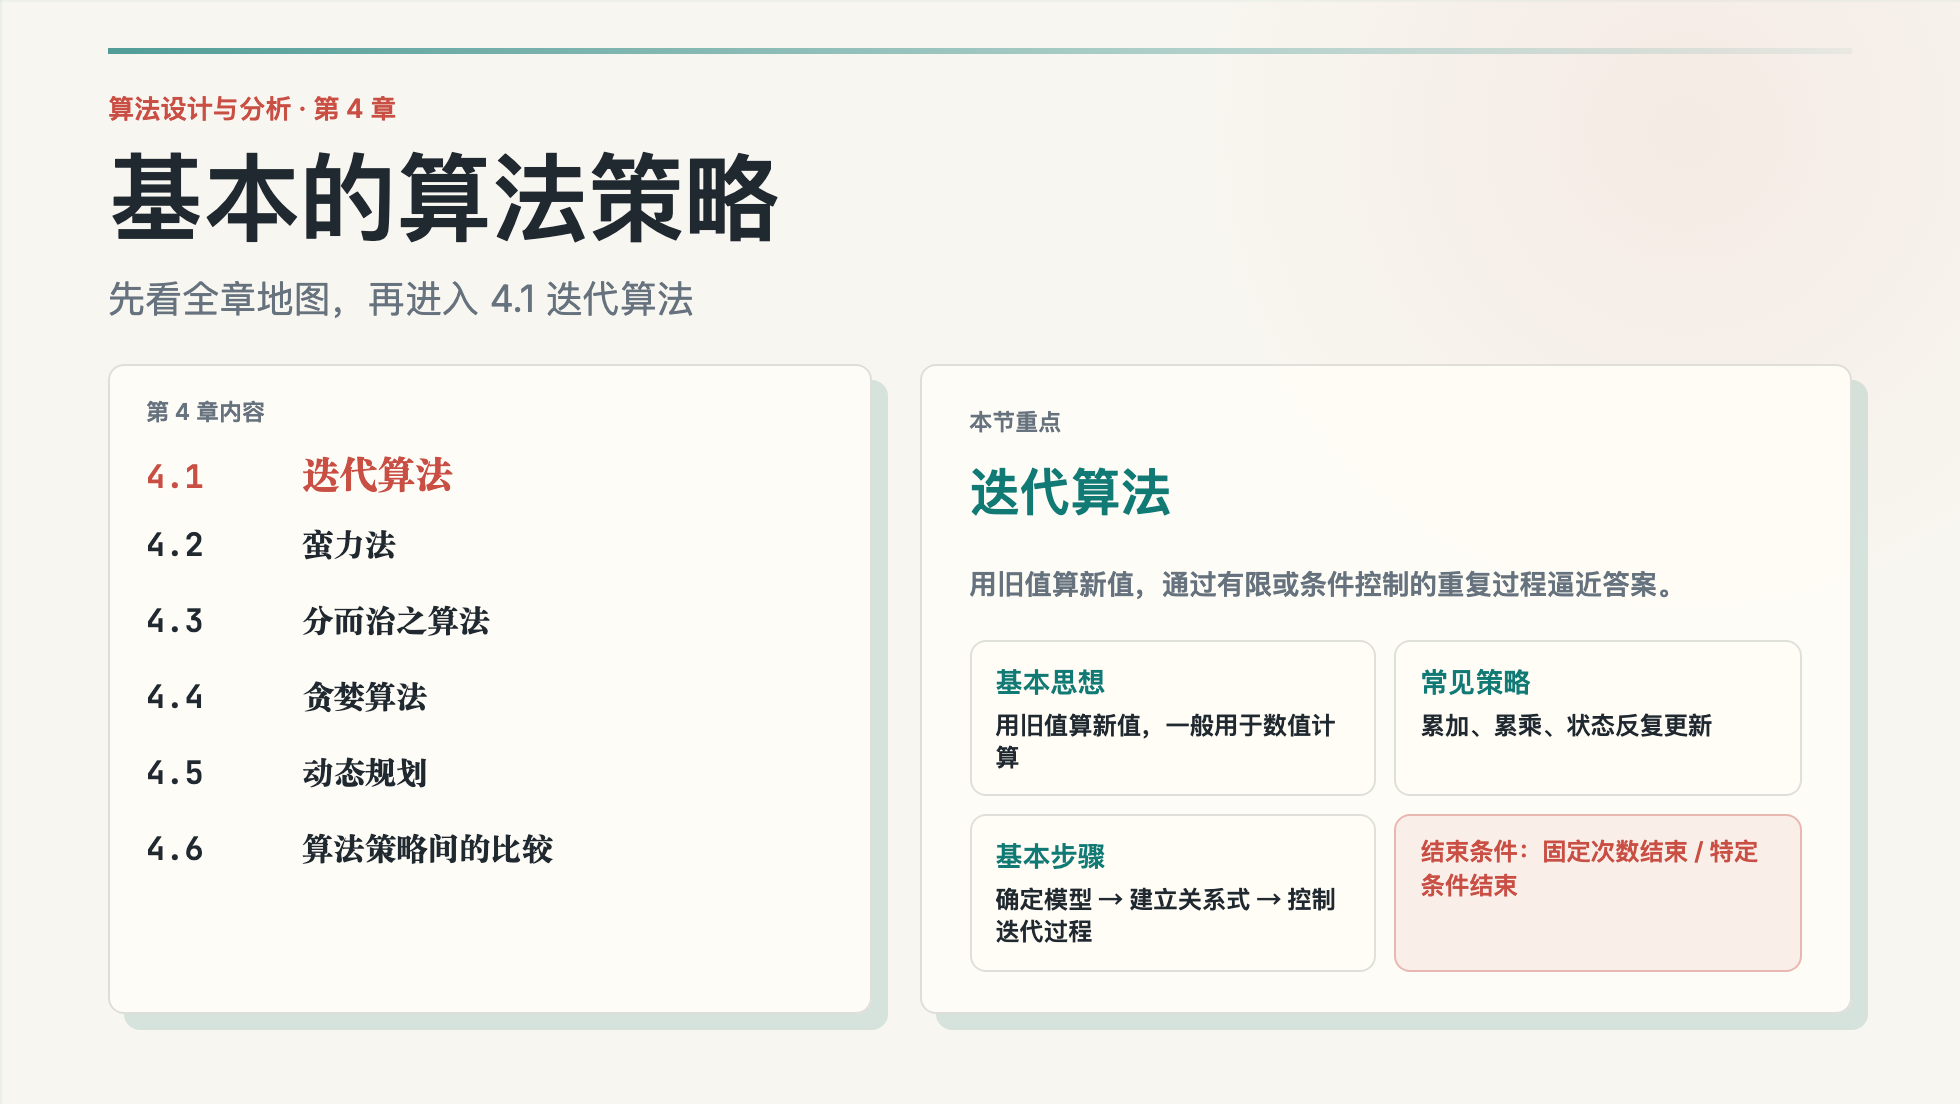 算法设计与分析 · 第 4 章
基本的算法策略
先看全章地图，再进入 4.1 迭代算法
第 4 章内容
4.1 迭代算法
4.2 蛮力法
4.3 分而治之算法
4.4 贪婪算法
4.5 动态规划
4.6 算法策略间的比较
本节重点
迭代算法
用旧值算新值，通过有限或条件控制的重复过程逼近答案。
基本思想
用旧值算新值，一般用于数值计
算
常见策略
累加、累乘、状态反复更新
基本步骤
确定模型 → 建立关系式 → 控制
迭代过程
结束条件：固定次数结束 / 特定
条件结束